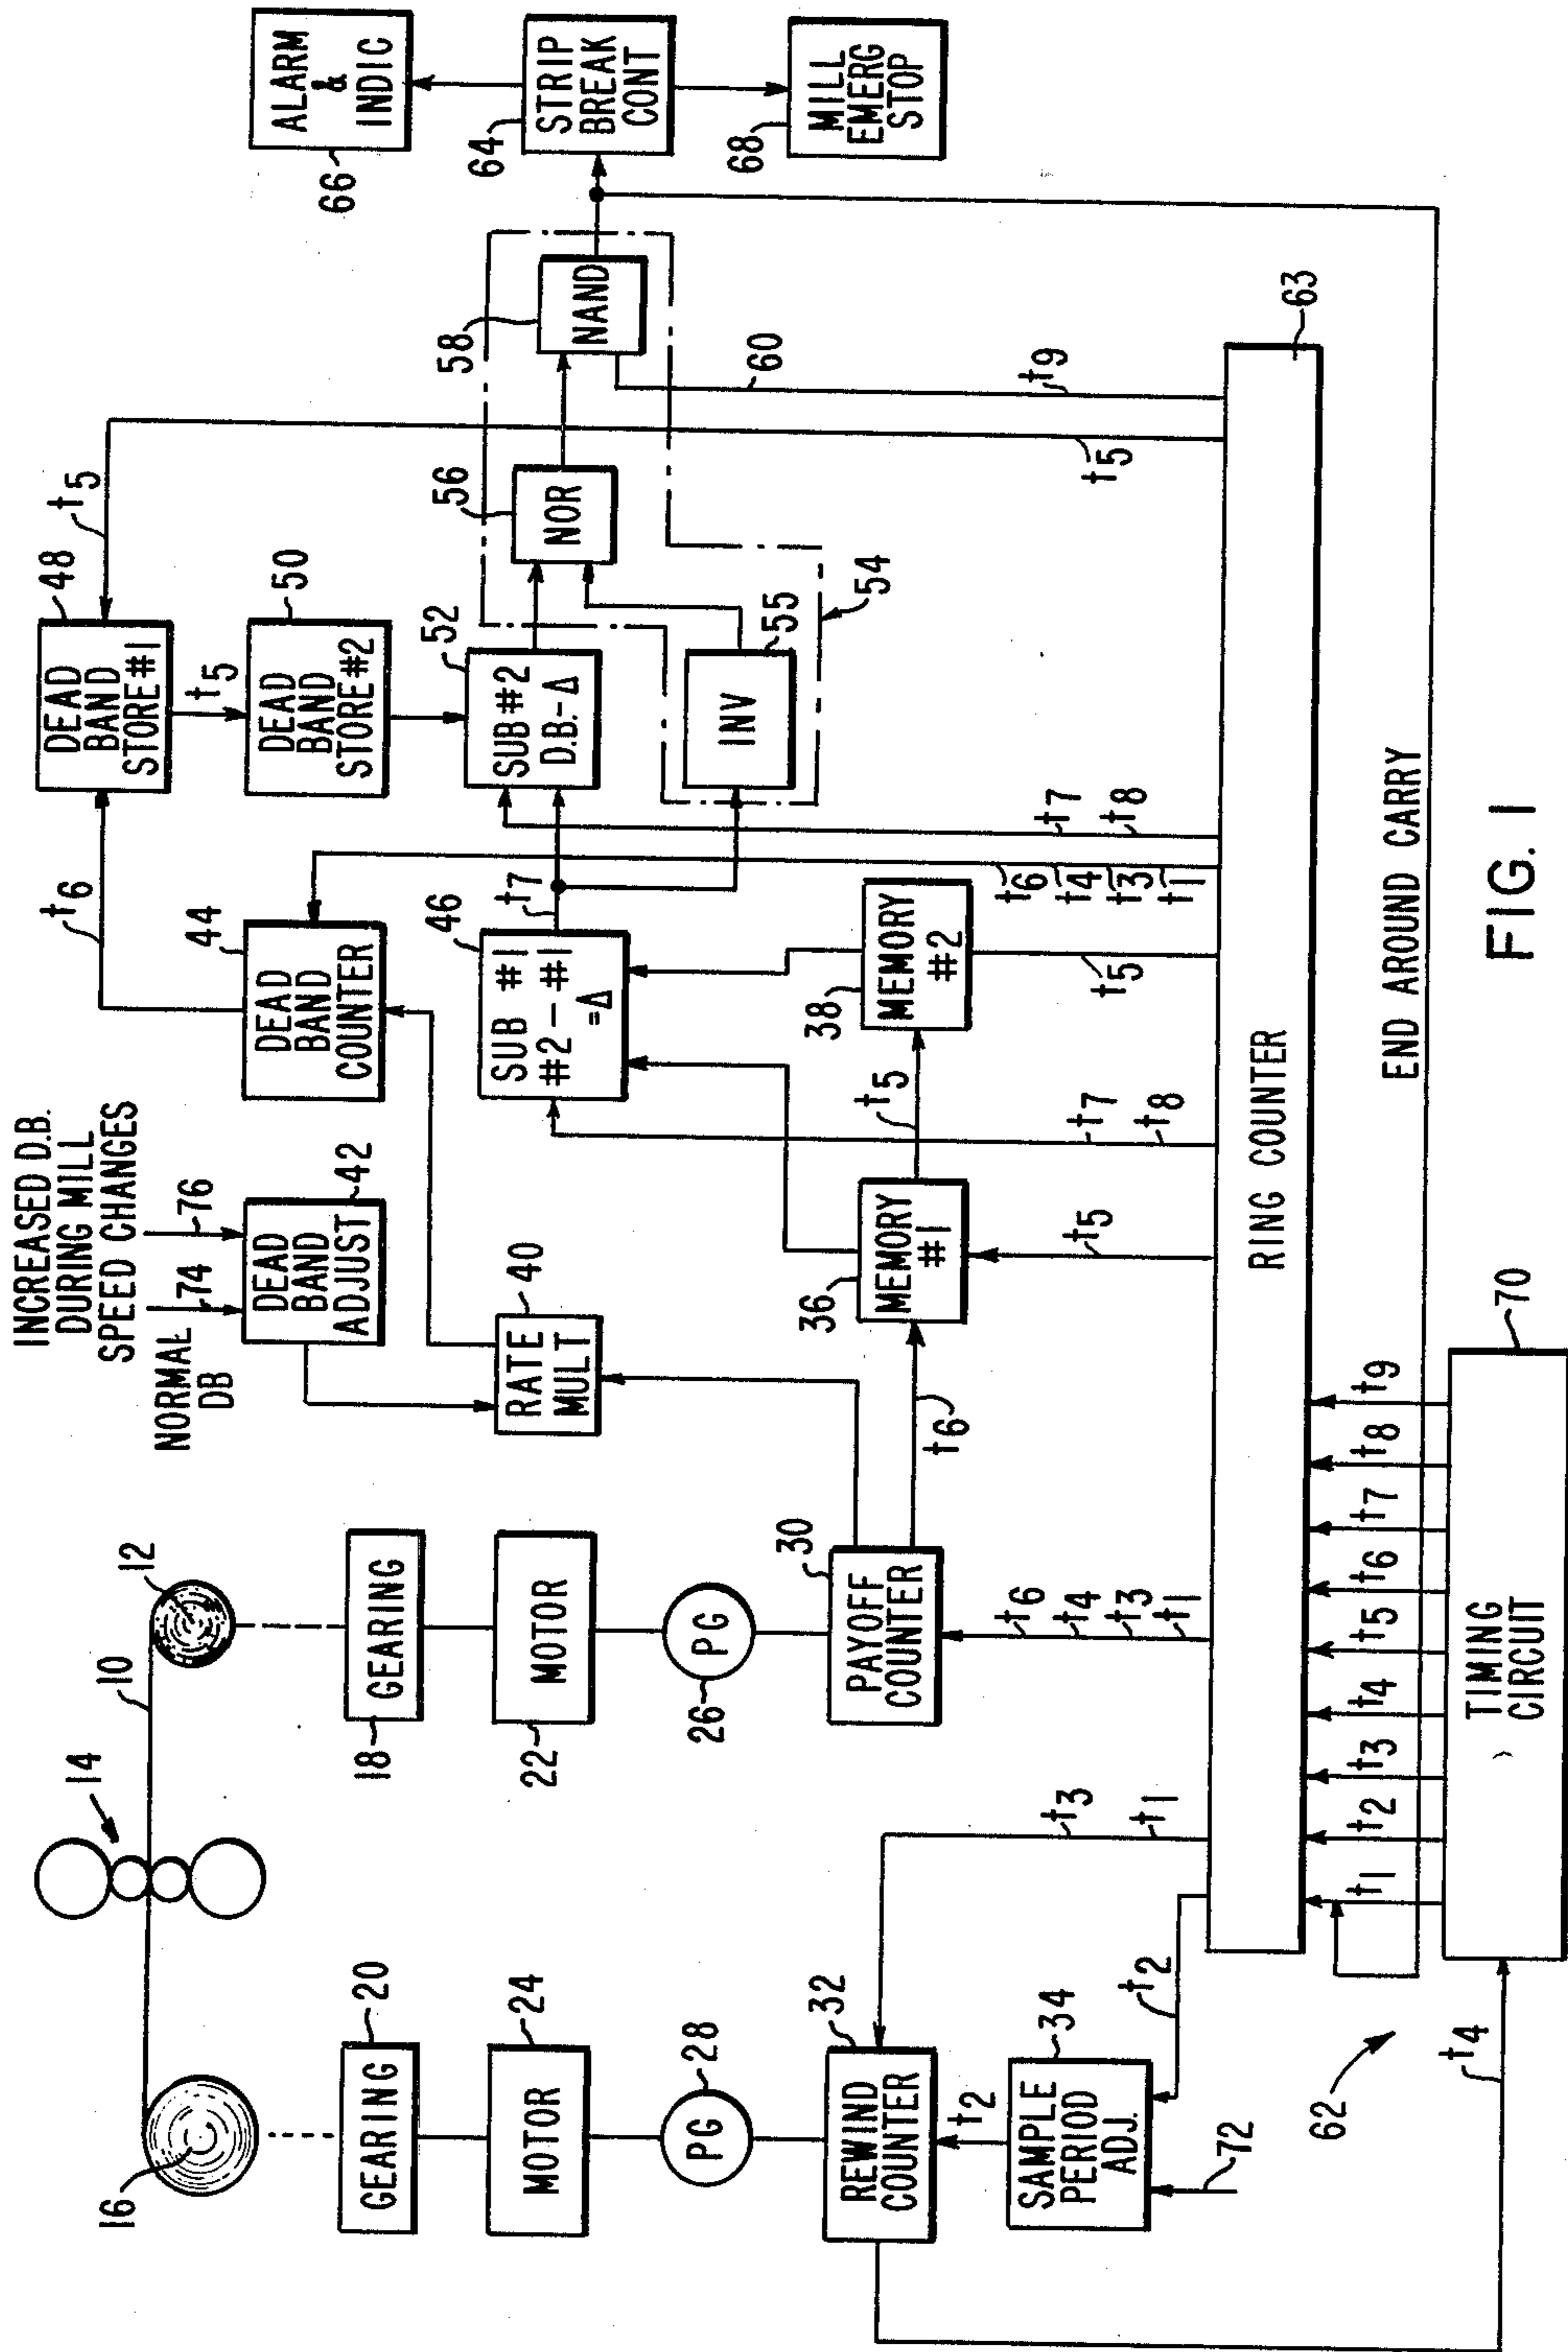 INCREASED D.B.
DURING MILL
SPEED CHANGES
NORMAL
DB
74
76
DEAD
BAND
ADJUST
42
RATE
MULT
40
DEAD
BAND
COUNTER
44
t6
DEAD
BAND
STORE#1
48
t5
t5
DEAD
BAND
STORE#2
50
SUB #1
#2-#1
=Δ
46
t7
SUB#2
D.B.-Δ
52
INV
55
54
NOR
56
NAND
58
60
t9
t5
STRIP
BREAK
CONT
64
ALARM
&
INDIC
66
MILL
EMERG
STOP
68
10
12
14
16
GEARING
18
GEARING
20
MOTOR
22
MOTOR
24
PG
26
PG
28
PAYOFF
COUNTER
30
REWIND
COUNTER
32
SAMPLE
PERIOD
ADJ.
34
72
t2
t2
t3
t1
t6
t4
t3
t1
t6
MEMORY
#1
36
t5
t5
MEMORY
#2
38
t5
t7
t8
t6
t4
t3
t1
t7
t8
RING COUNTER
63
END AROUND CARRY
62
t1
t2
t3
t4
t5
t6
t7
t8
t9
t4
TIMING
CIRCUIT
70
FIG. 1